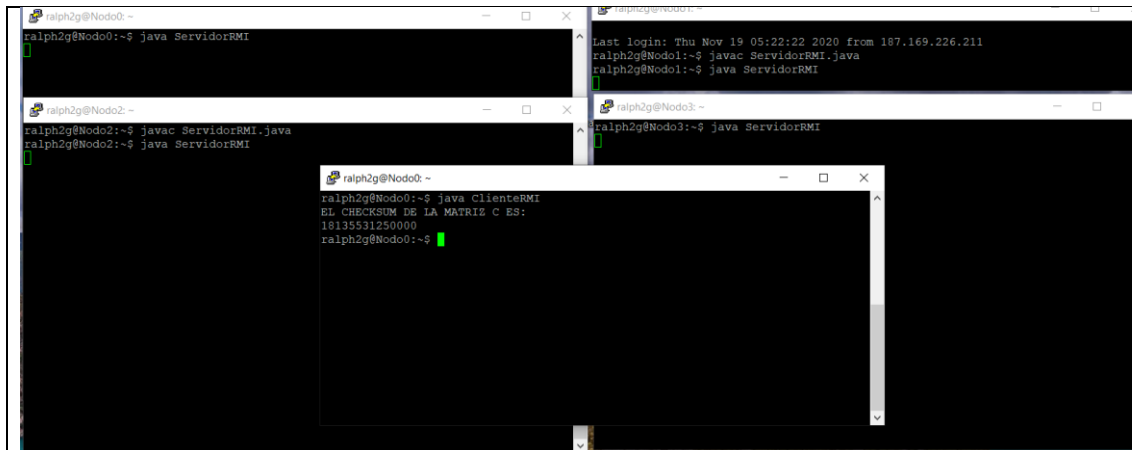 ralph2g@Nodo0: ~
ralph2g@Nodo0:~$ java ServidorRMI
ralph2g@Nodo1: ~
Last login: Thu Nov 19 05:22:22 2020 from 187.169.226.211
ralph2g@Nodo1:~$ javac ServidorRMI.java
ralph2g@Nodo1:~$ java ServidorRMI
ralph2g@Nodo2: ~
ralph2g@Nodo2:~$ javac ServidorRMI.java
ralph2g@Nodo2:~$ java ServidorRMI
ralph2g@Nodo3: ~
ralph2g@Nodo3:~$ java ServidorRMI
ralph2g@Nodo0: ~
ralph2g@Nodo0:~$ java ClienteRMI
EL CHECKSUM DE LA MATRIZ C ES:
18135531250000
ralph2g@Nodo0:~$